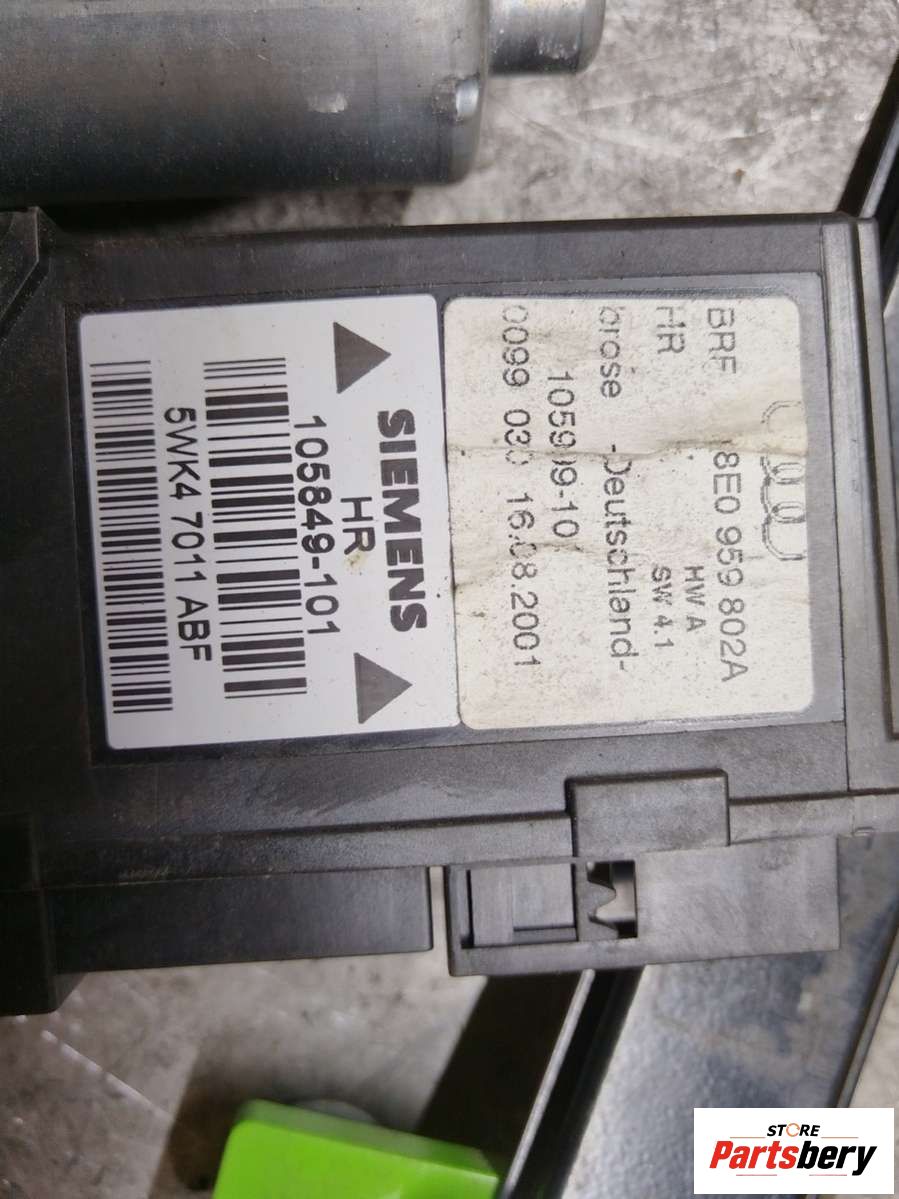 BRF 8E0 959 802A
HR HW A
SW 4.1
brose -Deutschland-
0099 16.08.2001
SIEMENS
HR
105849-101
5WK4 7011 ABF
STORE
Partsbery